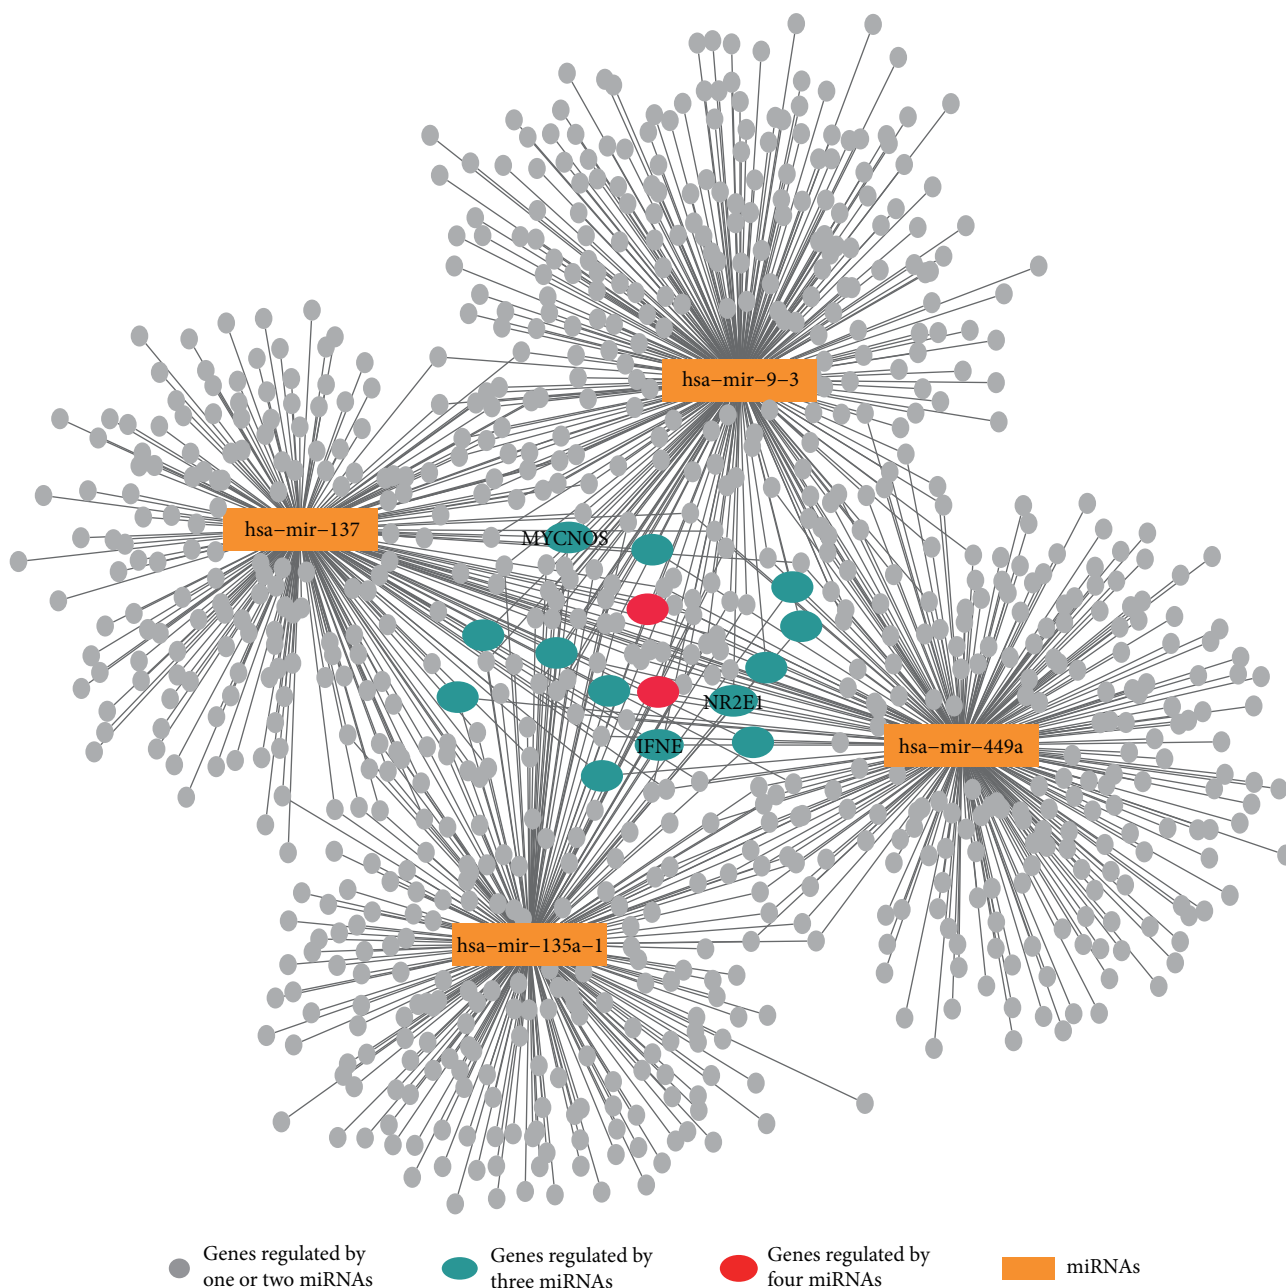 hsa−mir−9−3
hsa−mir−137
MYCNOS
NR2E1
IFNE
hsa−mir−449a
hsa−mir−135a−1
Genes regulated by
one or two miRNAs
Genes regulated by
three miRNAs
Genes regulated by
four miRNAs
miRNAs